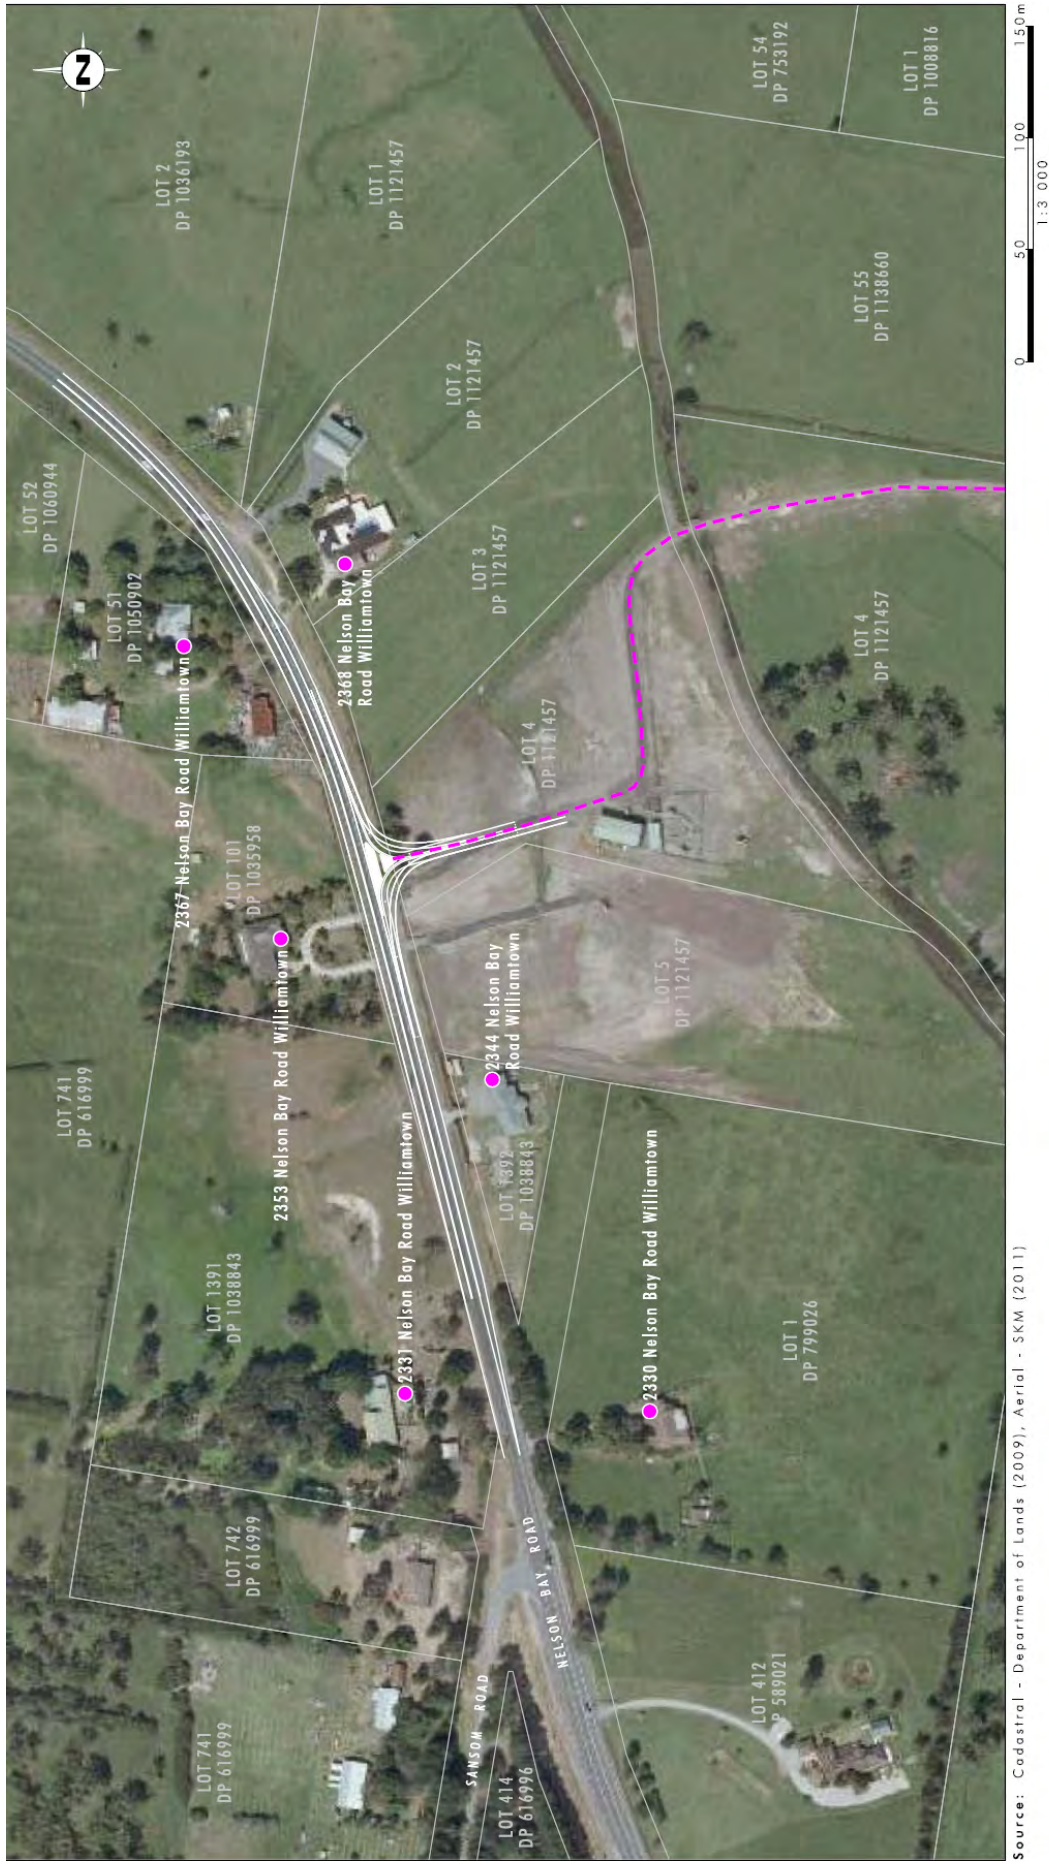 N
LOT 741
DP 616999
LOT 742
DP 616999
LOT 1391
DP 1038843
LOT 741
DP 616999
LOT 101
DP 1035958
LOT 51
DP 1050902
LOT 52
DP 1060944
LOT 2
DP 1036193
LOT 1
DP 1121457
LOT 2
DP 1121457
LOT 3
DP 1121457
LOT 4
DP 1121457
LOT 5
DP 1121457
LOT 1392
DP 1038843
LOT 1
DP 799026
LOT 412
P 589021
LOT 414
DP 616996
LOT 4
DP 1121457
LOT 55
DP 1138660
LOT 54
DP 753192
LOT 1
DP 1008816
SANSOM ROAD
NELSON BAY ROAD
2331 Nelson Bay Road Williamtown
2353 Nelson Bay Road Williamtown
2367 Nelson Bay Road Williamtown
2368 Nelson Bay
Road Williamtown
2344 Nelson Bay
Road Williamtown
2330 Nelson Bay Road Williamtown
Source: Cadastral - Department of Lands (2009), Aerial - SKM (2011)
0 50 100 150m
1:3 000